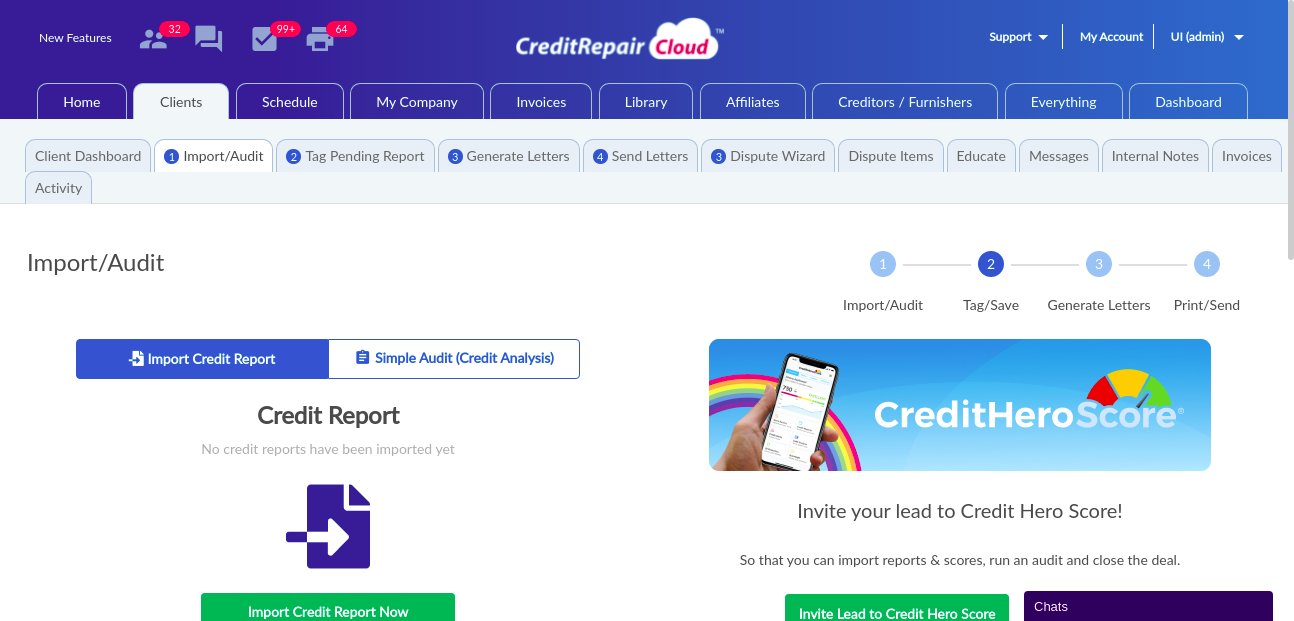 New Features
32
99+
64
CreditRepair Cloud™
Support
My Account
UI (admin)
Home
Clients
Schedule
My Company
Invoices
Library
Affiliates
Creditors / Furnishers
Everything
Dashboard
Client Dashboard
1 Import/Audit
2 Tag Pending Report
3 Generate Letters
4 Send Letters
3 Dispute Wizard
Dispute Items
Educate
Messages
Internal Notes
Invoices
Activity
Import/Audit
1
2
3
4
Import/Audit
Tag/Save
Generate Letters
Print/Send
Import Credit Report
Simple Audit (Credit Analysis)
Credit Report
No credit reports have been imported yet
Import Credit Report Now
CreditHeroScore®
Invite your lead to Credit Hero Score!
So that you can import reports & scores, run an audit and close the deal.
Invite Lead to Credit Hero Score
Chats